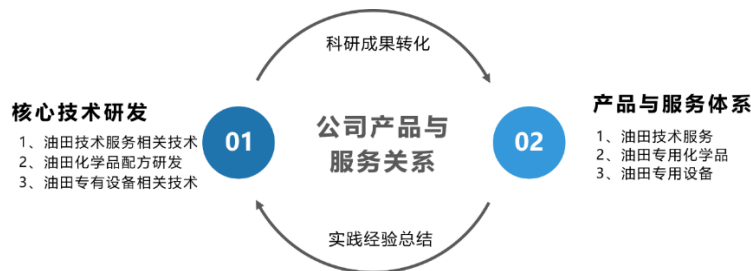 科研成果转化
核心技术研发
1、油田技术服务相关技术
2、油田化学品配方研发
3、油田专有设备相关技术
01
公司产品与
服务关系
02
产品与服务体系
1、油田技术服务
2、油田专用化学品
3、油田专用设备
实践经验总结